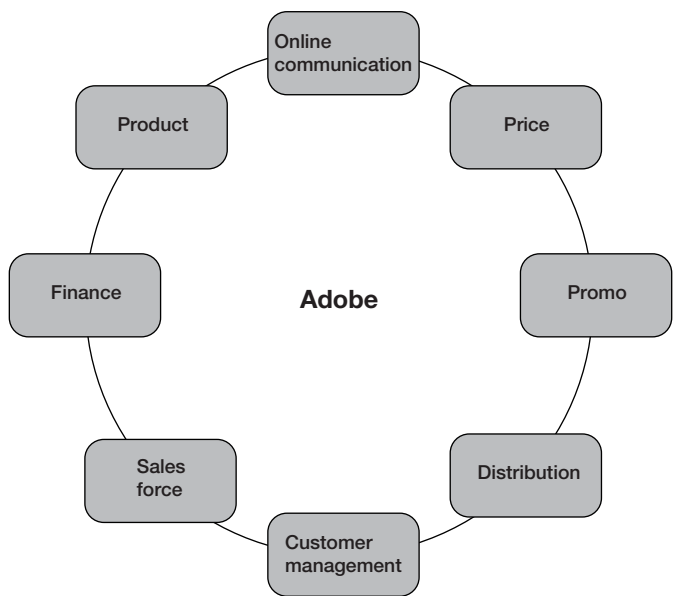 Online
communication
Product
Price
Finance
Adobe
Promo
Sales
force
Distribution
Customer
management